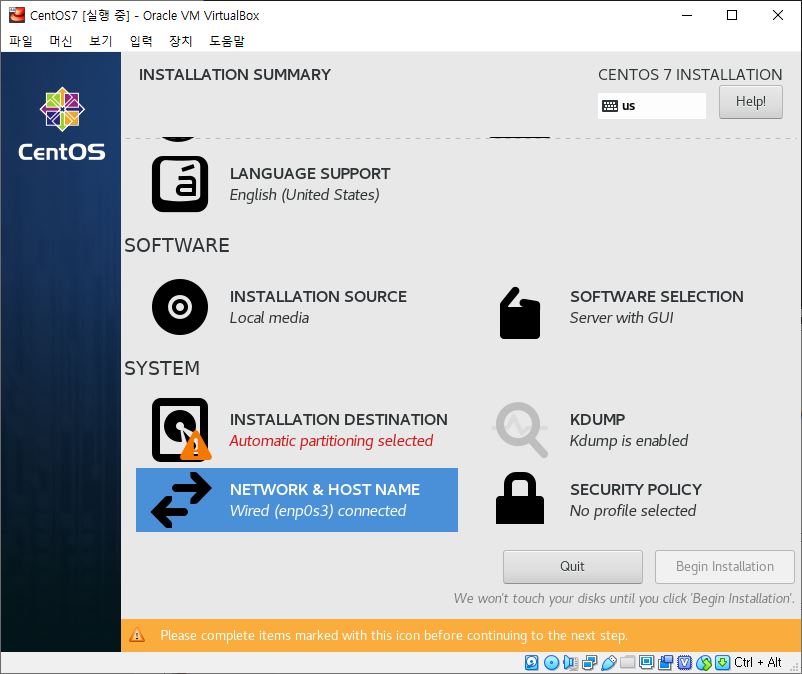 CentOS7 [실행 중] - Oracle VM VirtualBox
파일 머신 보기 입력 장치 도움말
INSTALLATION SUMMARY
CENTOS 7 INSTALLATION
us
Help!
CentOS
LANGUAGE SUPPORT
English (United States)
SOFTWARE
INSTALLATION SOURCE
Local media
SOFTWARE SELECTION
Server with GUI
SYSTEM
INSTALLATION DESTINATION
Automatic partitioning selected
KDUMP
Kdump is enabled
NETWORK & HOST NAME
Wired (enp0s3) connected
SECURITY POLICY
No profile selected
Quit
Begin Installation
We won't touch your disks until you click 'Begin Installation'.
Please complete items marked with this icon before continuing to the next step.
Ctrl + Alt